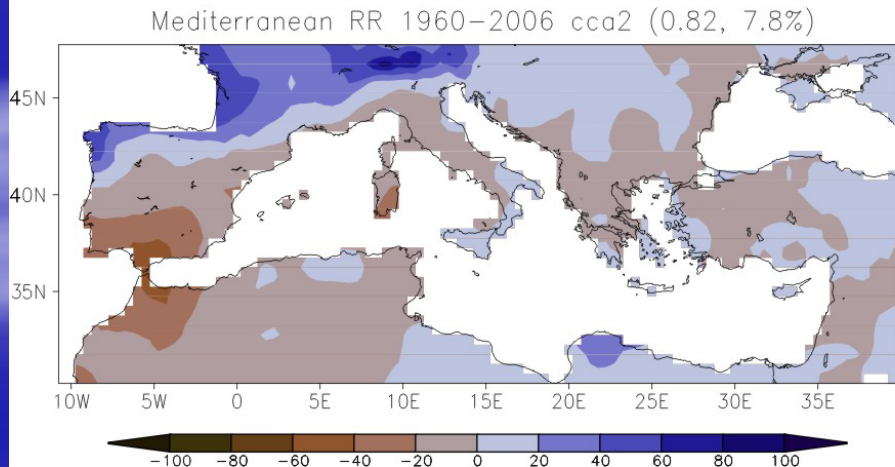 Mediterranean RR 1960-2006 cca2 (0.82, 7.8%)
45N
40N
35N
10W 5W 0 5E 10E 15E 20E 25E 30E 35E
-100 -80 -60 -40 -20 0 20 40 60 80 100